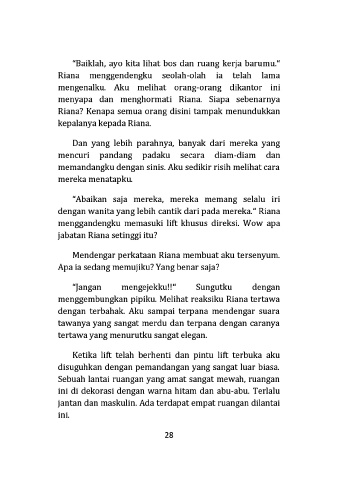 “Baiklah, ayo kita lihat bos dan ruang kerja barumu.”
Riana menggendengku seolah-olah ia telah lama
mengenalku. Aku melihat orang-orang dikantor ini
menyapa dan menghormati Riana. Siapa sebenarnya
Riana? Kenapa semua orang disini tampak menundukkan
kepalanya kepada Riana.
Dan yang lebih parahnya, banyak dari mereka yang
mencuri pandang padaku secara diam-diam dan
memandangku dengan sinis. Aku sedikir risih melihat cara
mereka menatapku.
“Abaikan saja mereka, mereka memang selalu iri
dengan wanita yang lebih cantik dari pada mereka.” Riana
menggandengku memasuki lift khusus direksi. Wow apa
jabatan Riana setinggi itu?
Mendengar perkataan Riana membuat aku tersenyum.
Apa ia sedang memujiku? Yang benar saja?
“Jangan mengejekku!!” Sungutku dengan
menggembungkan pipiku. Melihat reaksiku Riana tertawa
dengan terbahak. Aku sampai terpana mendengar suara
tawanya yang sangat merdu dan terpana dengan caranya
tertawa yang menurutku sangat elegan.
Ketika lift telah berhenti dan pintu lift terbuka aku
disuguhkan dengan pemandangan yang sangat luar biasa.
Sebuah lantai ruangan yang amat sangat mewah, ruangan
ini di dekorasi dengan warna hitam dan abu-abu. Terlalu
jantan dan maskulin. Ada terdapat empat ruangan dilantai
ini.
28